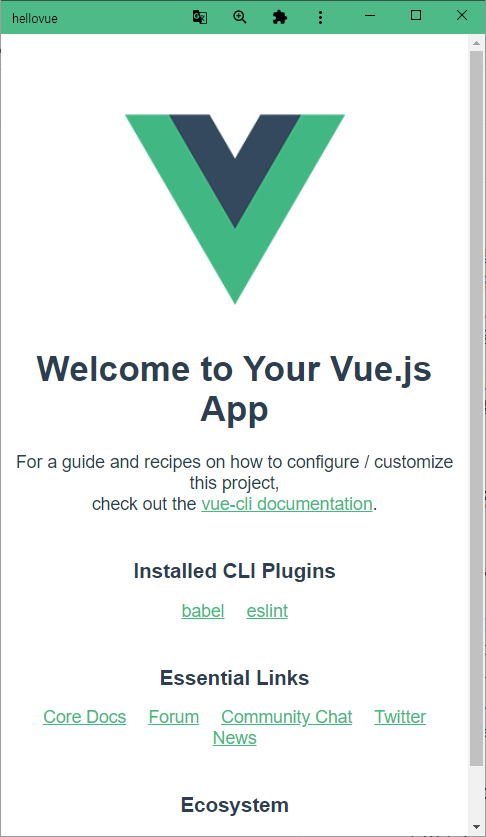 hellovue
Welcome to Your Vue.js
App
For a guide and recipes on how to configure / customize
this project,
check out the vue-cli documentation.
Installed CLI Plugins
babel eslint
Essential Links
Core Docs Forum Community Chat Twitter
News
Ecosystem